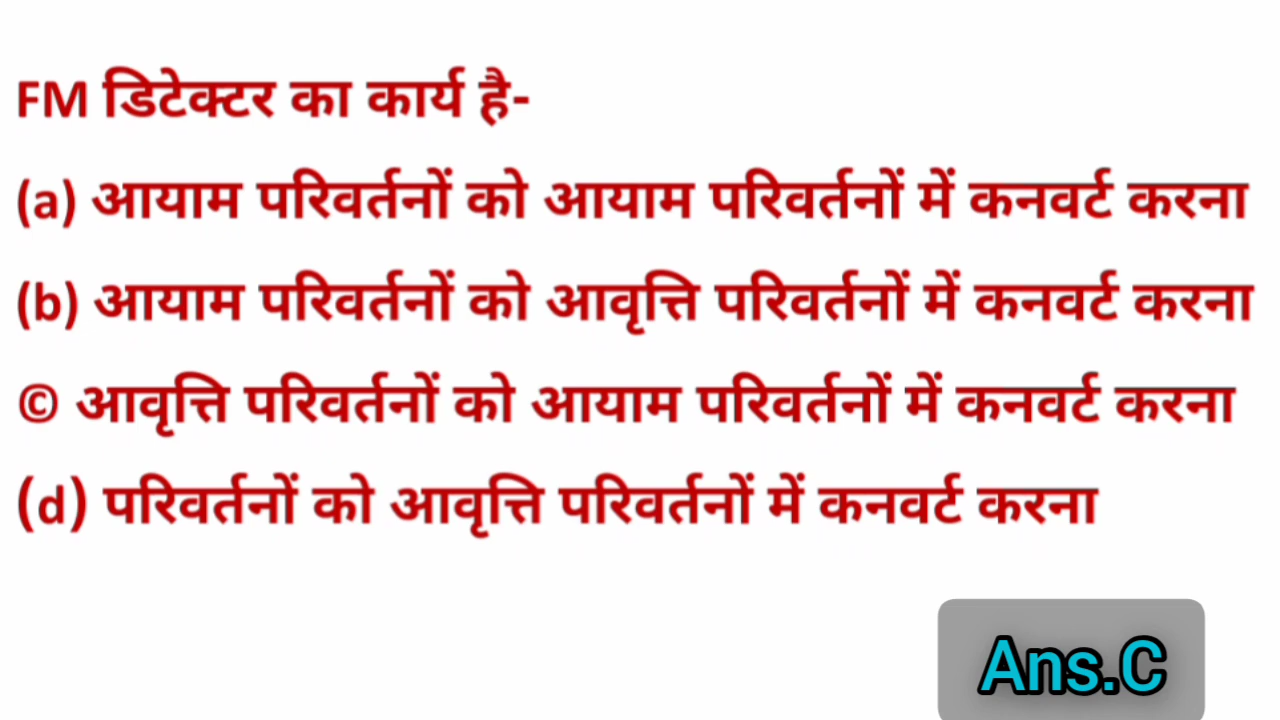 FM डिटेक्टर का कार्य है-
(a) आयाम परिवर्तनों को आयाम परिवर्तनों में कनवर्ट करना
(b) आयाम परिवर्तनों को आवृत्ति परिवर्तनों में कनवर्ट करना
© आवृत्ति परिवर्तनों को आयाम परिवर्तनों में कनवर्ट करना
(d) परिवर्तनों को आवृत्ति परिवर्तनों में कनवर्ट करना
Ans.C